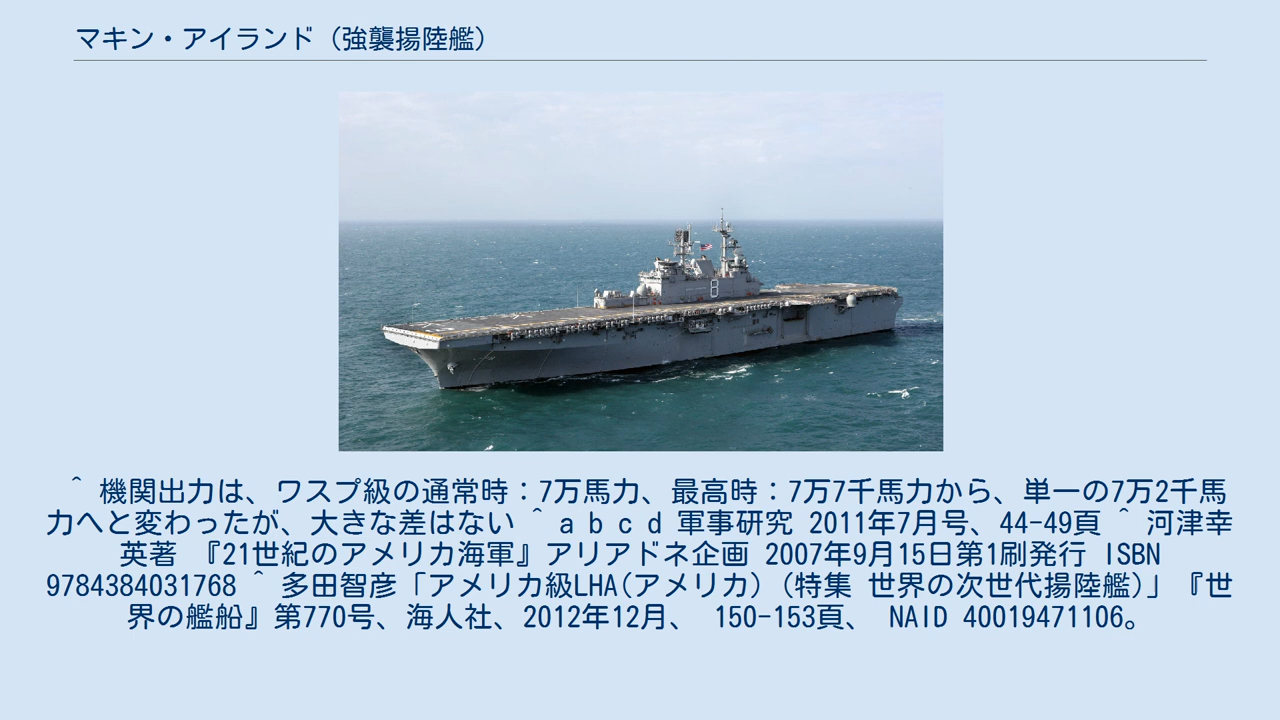 マキン・アイランド（強襲揚陸艦）
8
＾ 機関出力は、ワスプ級の通常時：7万馬力、最高時：7万7千馬力から、単一の7万2千馬
力へと変わったが、大きな差はない ＾ a b c d 軍事研究 2011年7月号、44-49頁 ＾ 河津幸
英著 『21世紀のアメリカ海軍』アリアドネ企画 2007年9月15日第1刷発行 ISBN
9784384031768 ＾ 多田智彦「アメリカ級LHA(アメリカ) (特集 世界の次世代揚陸艦)」『世
界の艦船』第770号、海人社、2012年12月、 150-153頁、 NAID 40019471106。